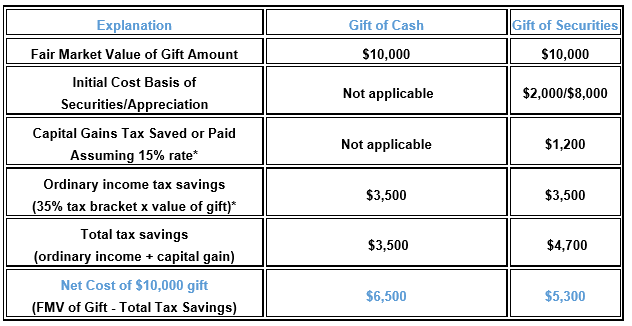 Explanation Gift of Cash Gift of Securities
Fair Market Value of Gift Amount $10,000 $10,000
Initial Cost Basis of
Securities/Appreciation Not applicable $2,000/$8,000
Capital Gains Tax Saved or Paid
Assuming 15% rate* Not applicable $1,200
Ordinary income tax savings
(35% tax bracket x value of gift)* $3,500 $3,500
Total tax savings
(ordinary income + capital gain) $3,500 $4,700
Net Cost of $10,000 gift
(FMV of Gift - Total Tax Savings) $6,500 $5,300